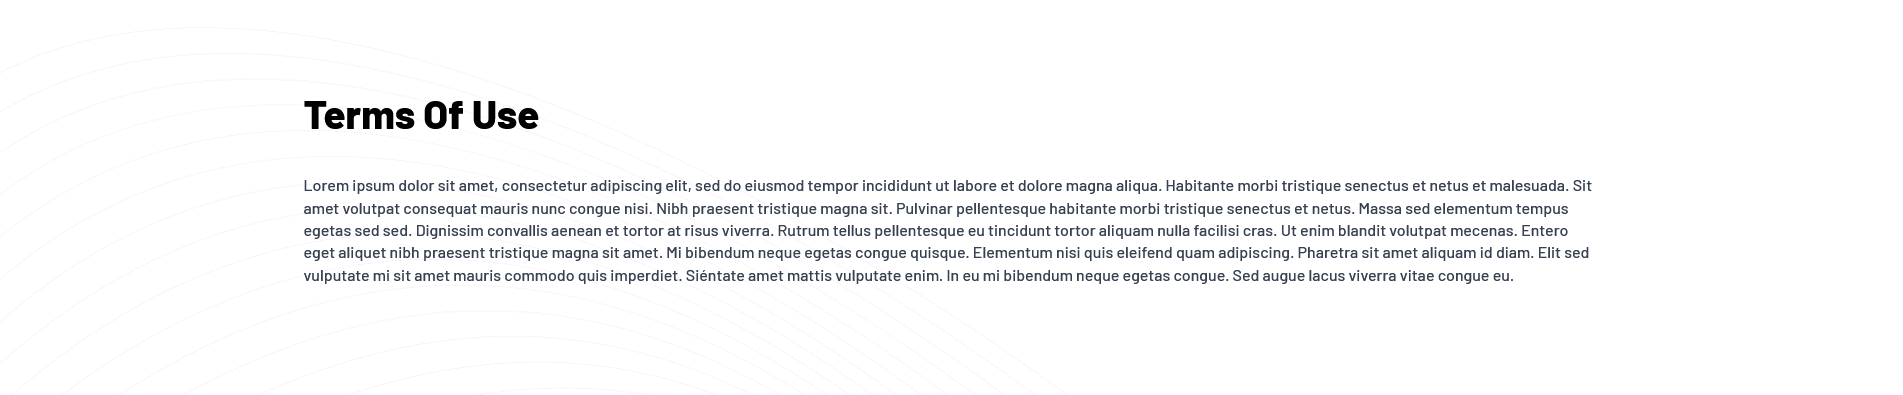 Terms Of Use
Lorem ipsum dolor sit amet, consectetur adipiscing elit, sed do eiusmod tempor incididunt ut labore et dolore magna aliqua. Habitante morbi tristique senectus et netus et malesuada. Sit
amet volutpat consequat mauris nunc congue nisi. Nibh praesent tristique magna sit. Pulvinar pellentesque habitante morbi tristique senectus et netus. Massa sed elementum tempus
egetas sed sed. Dignissim convallis aenean et tortor at risus viverra. Rutrum tellus pellentesque eu tincidunt tortor aliquam nulla facilisi cras. Ut enim blandit volutpat mecenas. Entero
eget aliquet nibh praesent tristique magna sit amet. Mi bibendum neque egetas congue quisque. Elementum nisi quis eleifend quam adipiscing. Pharetra sit amet aliquam id diam. Elit sed
vulputate mi sit amet mauris commodo quis imperdiet. Siéntate amet mattis vulputate enim. In eu mi bibendum neque egetas congue. Sed augue lacus viverra vitae congue eu.